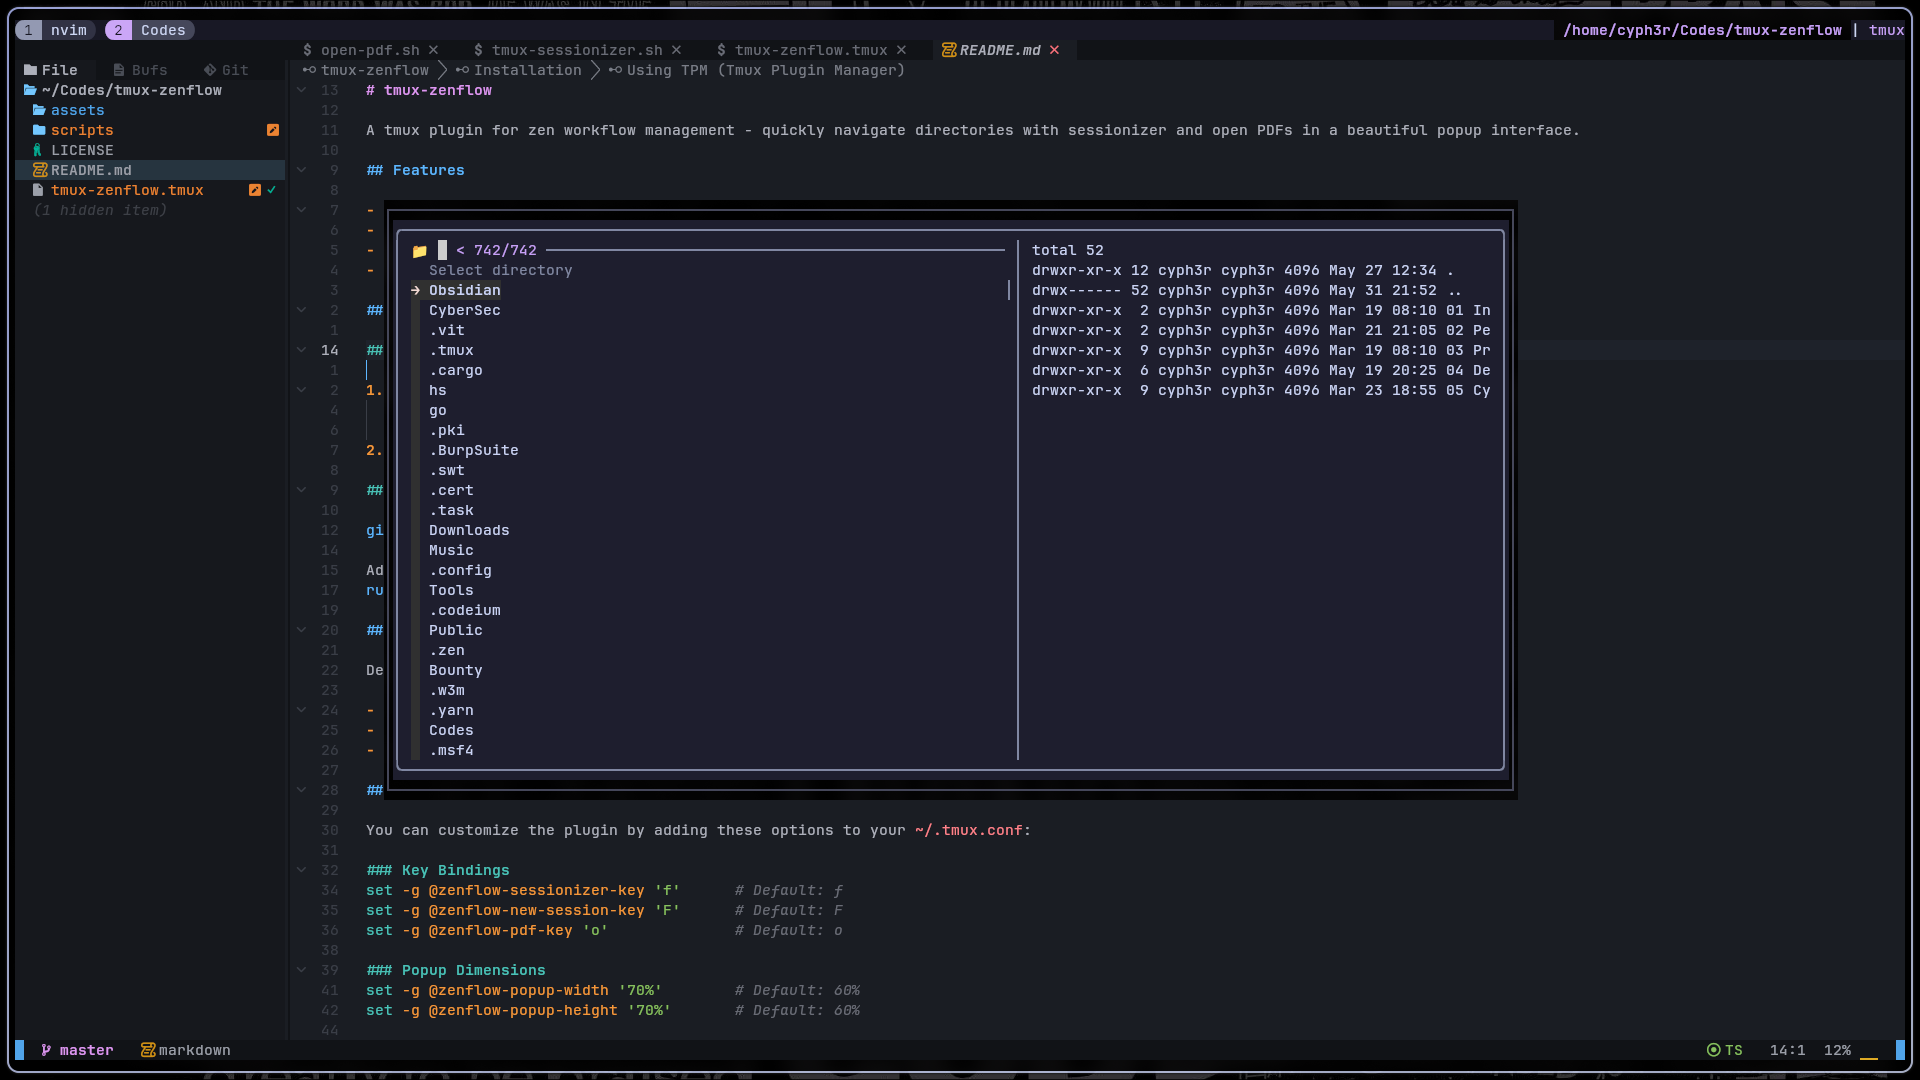 1 nvim 2 Codes /home/cyph3r/Codes/tmux-zenflow | tmux
$ open-pdf.sh ✕ $ tmux-sessionizer.sh ✕ $ tmux-zenflow.tmux ✕ README.md ✕
File Bufs Git
tmux-zenflow Installation Using TPM (Tmux Plugin Manager)
~/Codes/tmux-zenflow
assets
scripts
LICENSE
README.md
tmux-zenflow.tmux ✓
(1 hidden item)
13 # tmux-zenflow
12
11 A tmux plugin for zen workflow management - quickly navigate directories with sessionizer and open PDFs in a beautiful popup interface.
10
9 ## Features
8
7 -
6 -
5 -
4 -
3
2 ##
1
14 ##
1
2 1.
4
6
7 2.
8
9 ##
10
12 gi
14
15 Ad
17 ru
19
20 ##
21
22 De
23
24 -
25 -
26 -
27
28 ##
29
30 You can customize the plugin by adding these options to your ~/.tmux.conf:
31
32 ### Key Bindings
34 set -g @zenflow-sessionizer-key 'f' # Default: f
35 set -g @zenflow-new-session-key 'F' # Default: F
36 set -g @zenflow-pdf-key 'o' # Default: o
38
39 ### Popup Dimensions
41 set -g @zenflow-popup-width '70%' # Default: 60%
42 set -g @zenflow-popup-height '70%' # Default: 60%
44
< 742/742
Select directory
→ Obsidian
CyberSec
.vit
.tmux
.cargo
hs
go
.pki
.BurpSuite
.swt
.cert
.task
Downloads
Music
.config
Tools
.codeium
Public
.zen
Bounty
.w3m
.yarn
Codes
.msf4
total 52
drwxr-xr-x 12 cyph3r cyph3r 4096 May 27 12:34 .
drwx------ 52 cyph3r cyph3r 4096 May 31 21:52 ..
drwxr-xr-x 2 cyph3r cyph3r 4096 Mar 19 08:10 01 In
drwxr-xr-x 2 cyph3r cyph3r 4096 Mar 21 21:05 02 Pe
drwxr-xr-x 9 cyph3r cyph3r 4096 Mar 19 08:10 03 Pr
drwxr-xr-x 6 cyph3r cyph3r 4096 May 19 20:25 04 De
drwxr-xr-x 9 cyph3r cyph3r 4096 Mar 23 18:55 05 Cy
master markdown TS 14:1 12%